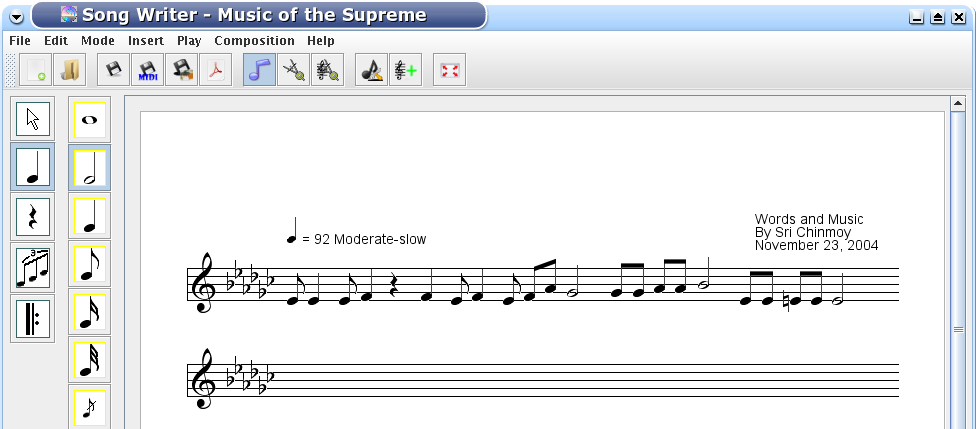 Song Writer - Music of the Supreme
File Edit Mode Insert Play Composition Help
MIDI
3
Words and Music
= 92 Moderate-slow
By Sri Chinmoy
November 23, 2004